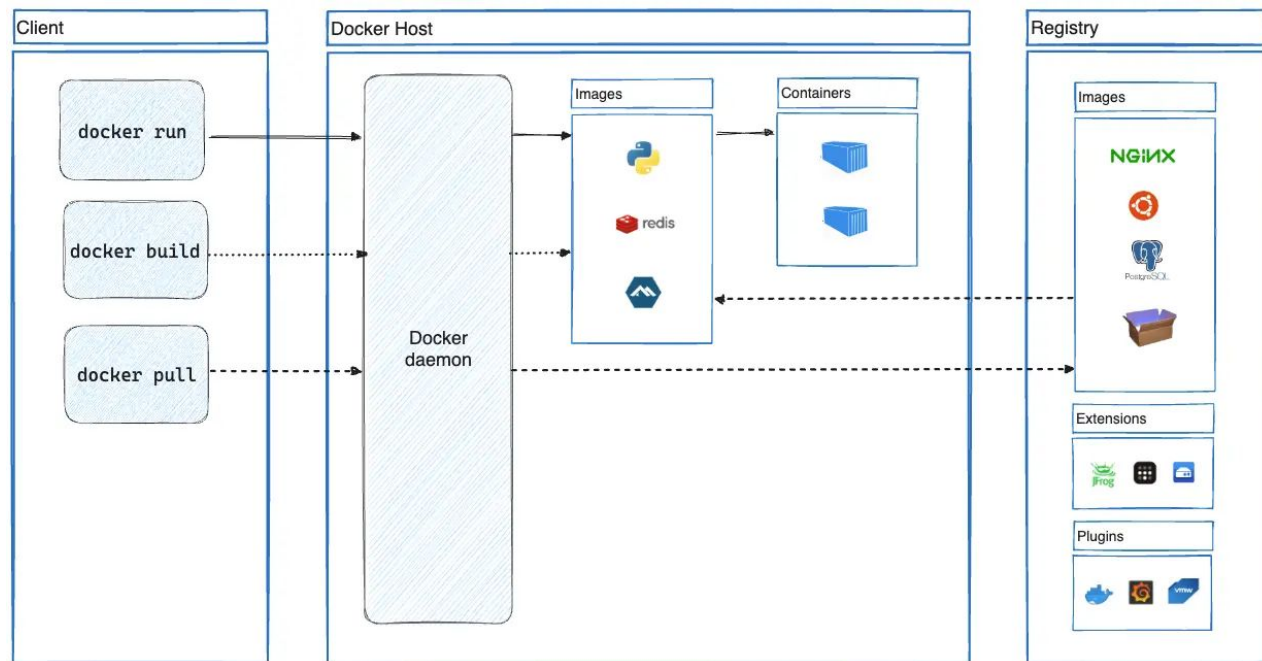 Client
docker run
docker build
docker pull
Docker Host
Docker
daemon
Images
redis
Containers
Registry
Images
NGiNX
PostgreSQL
Extensions
JFrog
Plugins
vmw